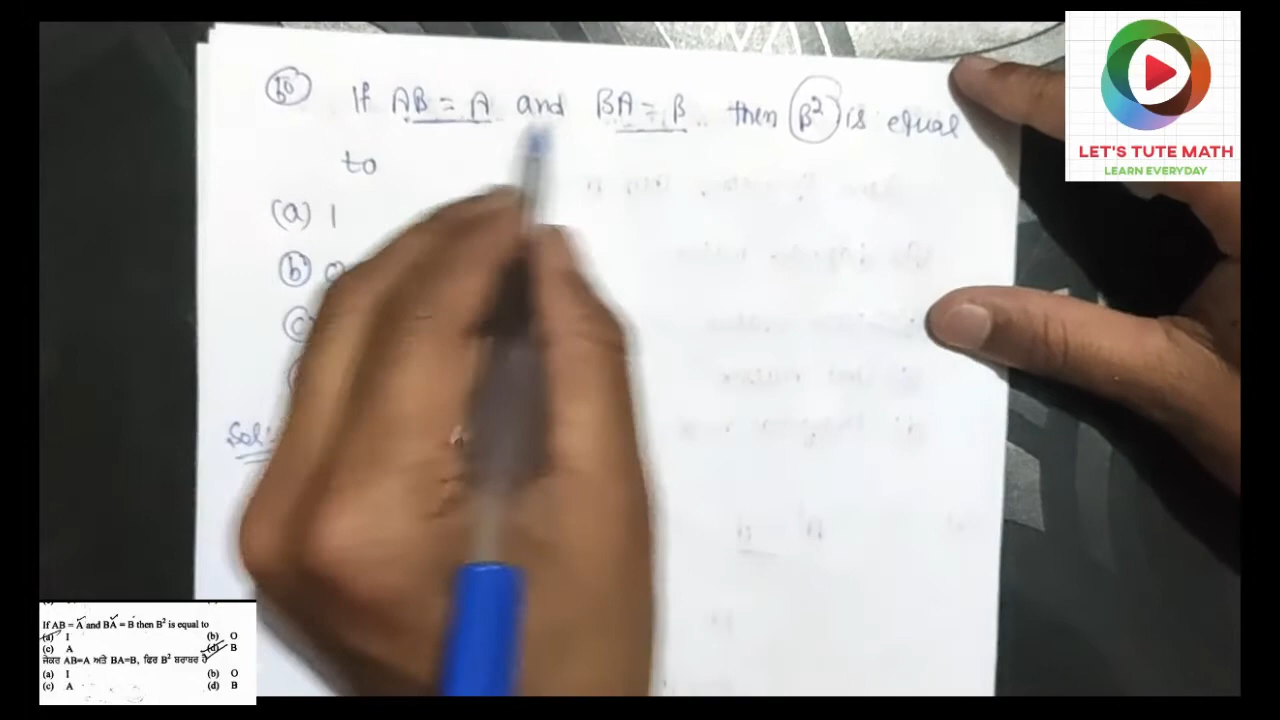 60 If AB = A and BA = B then B² is equal
to
(a) I
(b) O
(c)
Sol:
LET'S TUTE MATH
LEARN EVERYDAY
If AB = A and BA = B then B² is equal to
(a) I (b) O
(c) A (d) B
ਜੇਕਰ AB=A ਅਤੇ BA=B, ਫਿਰ B² ਬਰਾਬਰ ਹੈ
(a) I (b) O
(c) A (d) B